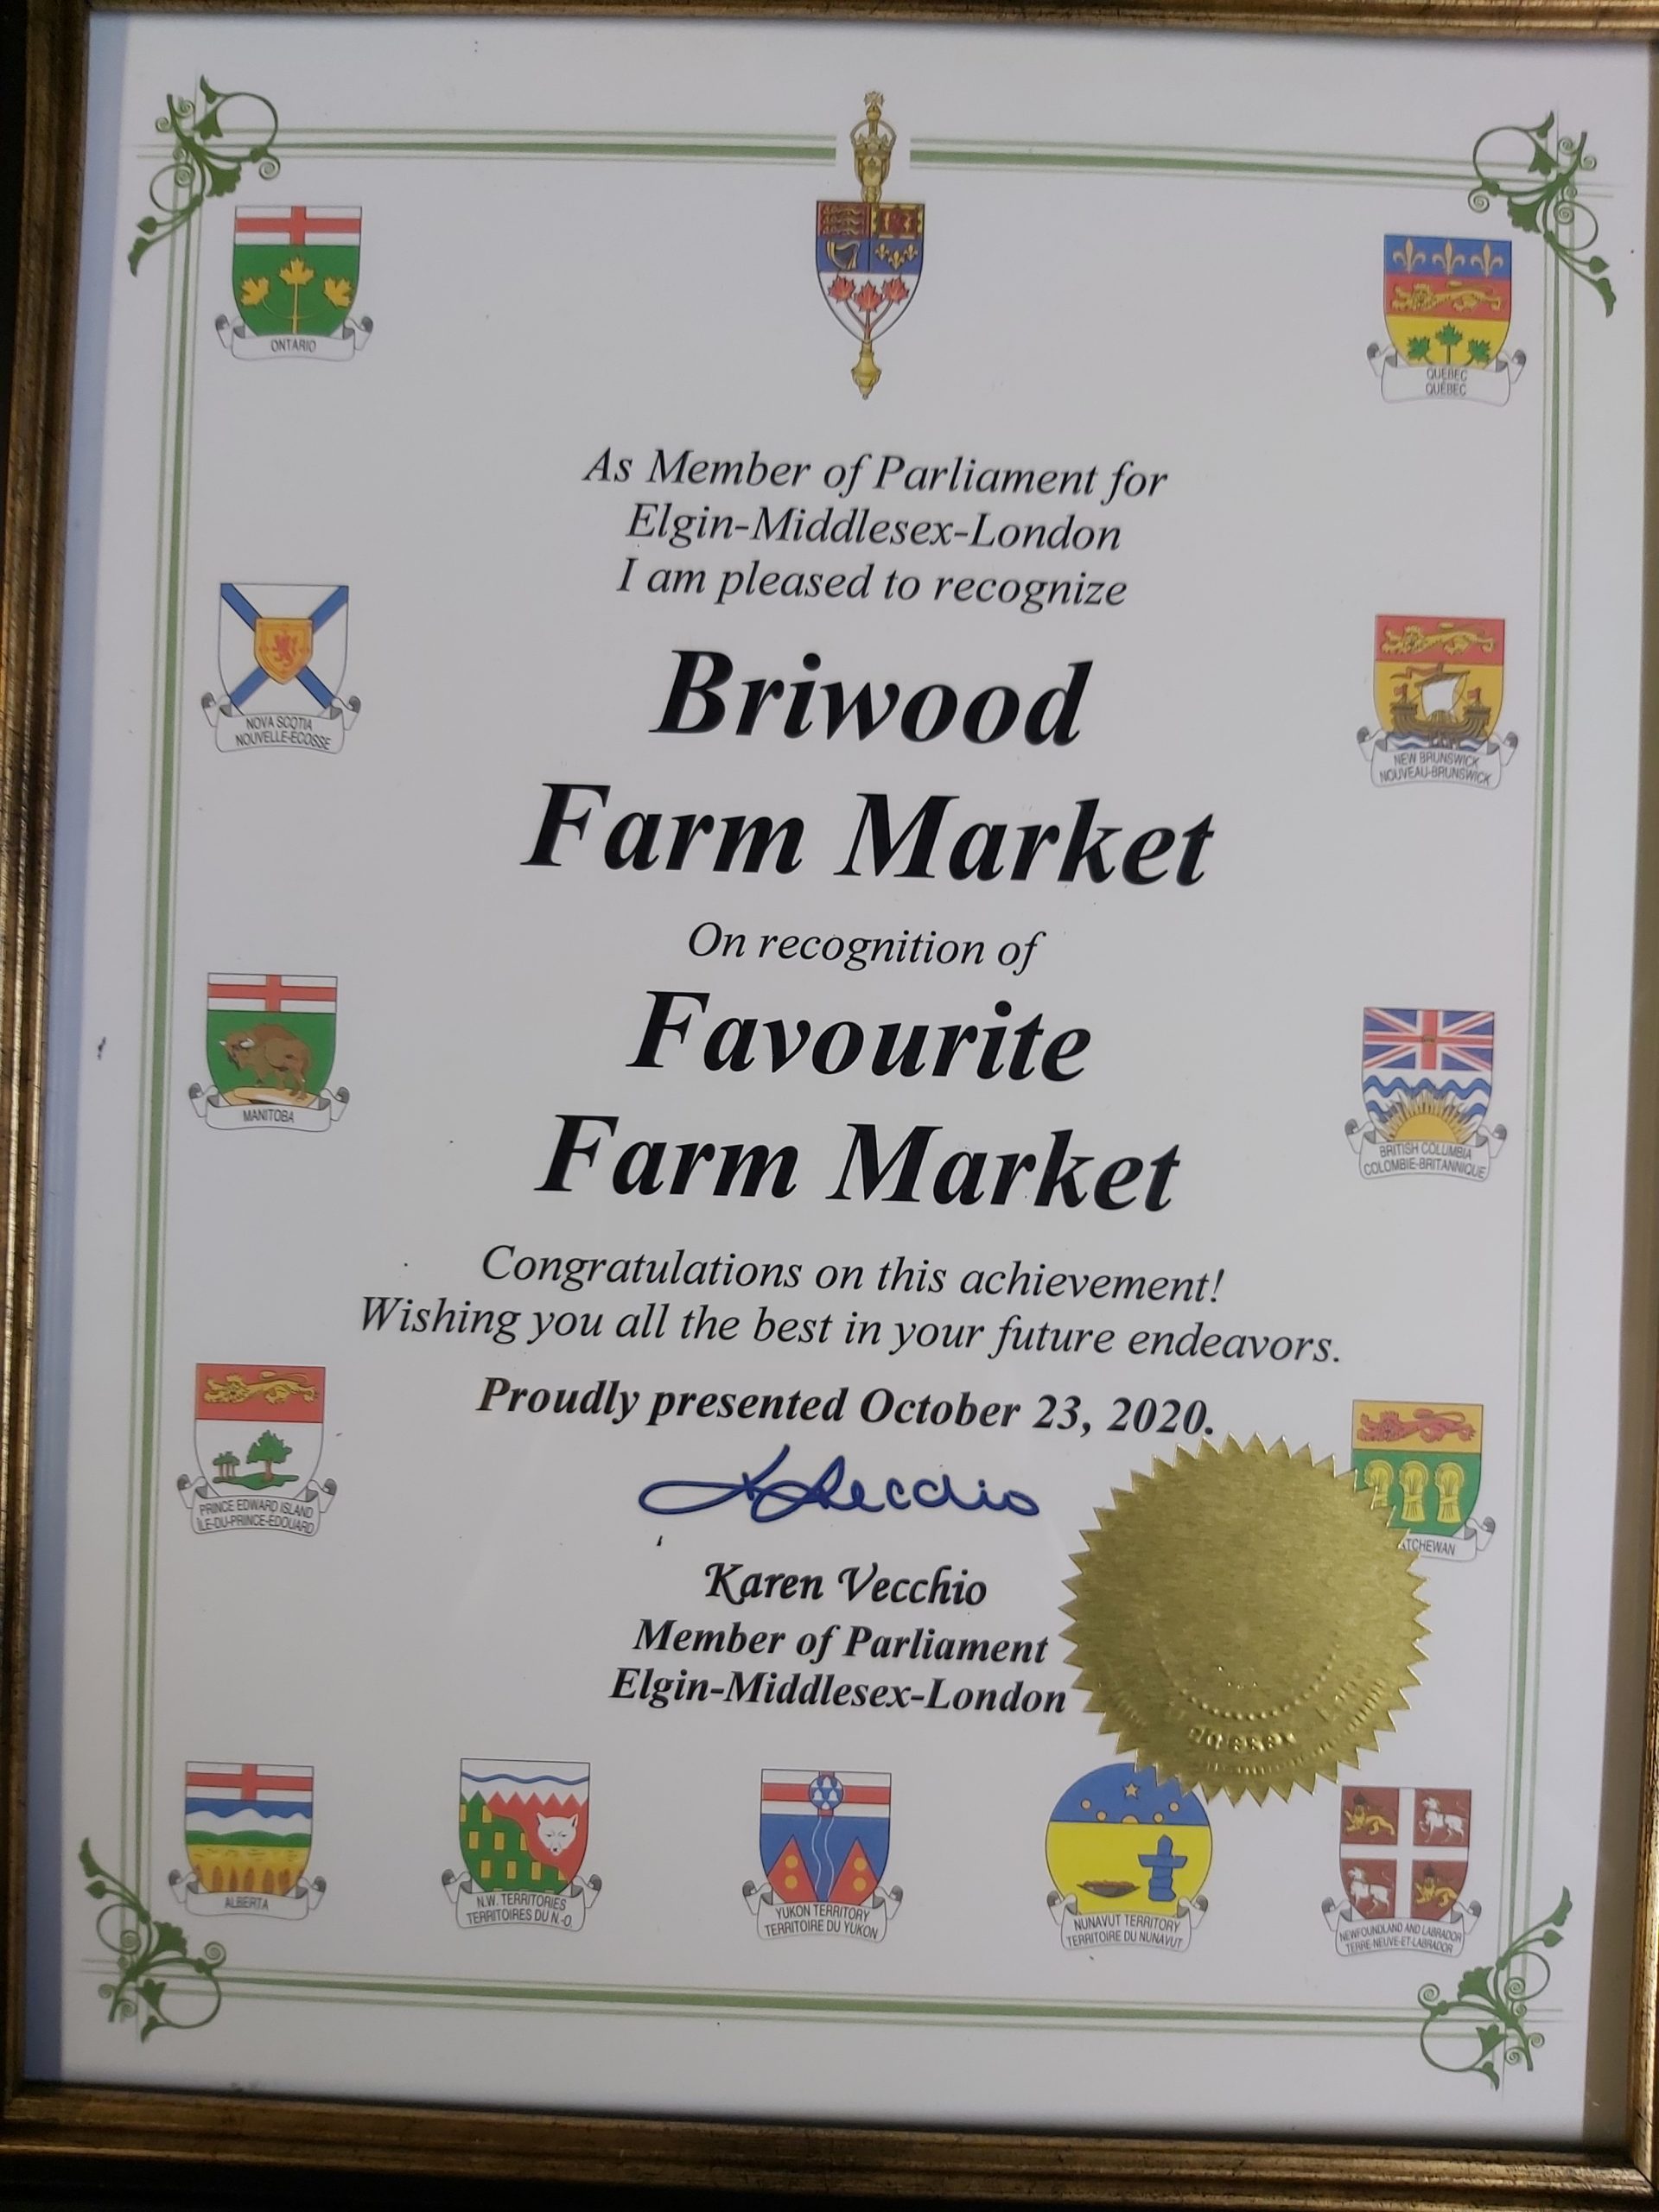 ONTARIO
QUEBEC
QUÉBEC
As Member of Parliament for
Elgin-Middlesex-London
I am pleased to recognize
Briwood
Farm Market
NOVA SCOTIA
NOUVELLE-ÉCOSSE
NEW BRUNSWICK
NOUVEAU-BRUNSWICK
On recognition of
Favourite
Farm Market
MANITOBA
BRITISH COLUMBIA
COLOMBIE-BRITANNIQUE
Congratulations on this achievement!
Wishing you all the best in your future endeavors.
Proudly presented October 23, 2020.
PRINCE EDWARD ISLAND
ÎLE-DU-PRINCE-ÉDOUARD
ATCHEWAN
K Vecchio
Karen Vecchio
Member of Parliament
Elgin-Middlesex-London
ALBERTA
N.W. TERRITORIES
TERRITOIRES DU N.-O.
YUKON TERRITORY
TERRITOIRE DU YUKON
NUNAVUT TERRITORY
TERRITOIRE DU NUNAVUT
NEWFOUNDLAND AND LABRADOR
TERRE-NEUVE-ET-LABRADOR